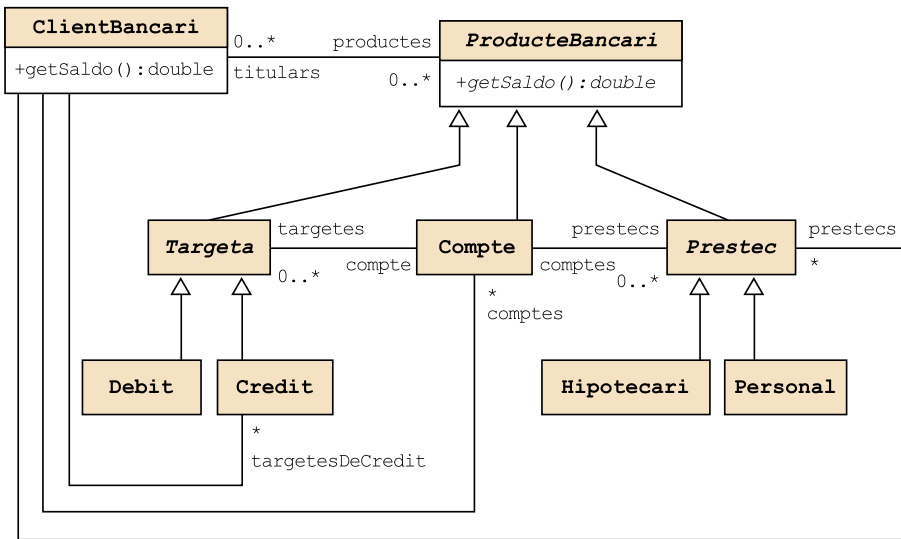 ClientBancari
+getSaldo():double
0..* productes
titulars
0..*
ProducteBancari
+getSaldo():double
Targeta
targetes
0..*
compte
Compte
prestecs
comptes
0..*
Prestec
prestecs
*
*
comptes
Debit
Credit
Hipotecari
Personal
*
targetesDeCredit